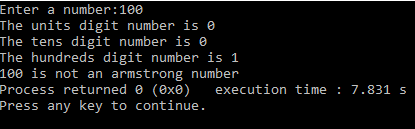 Enter a number:100
The units digit number is 0
The tens digit number is 0
The hundreds digit number is 1
100 is not an armstrong number
Process returned 0 (0x0)   execution time : 7.831 s
Press any key to continue.